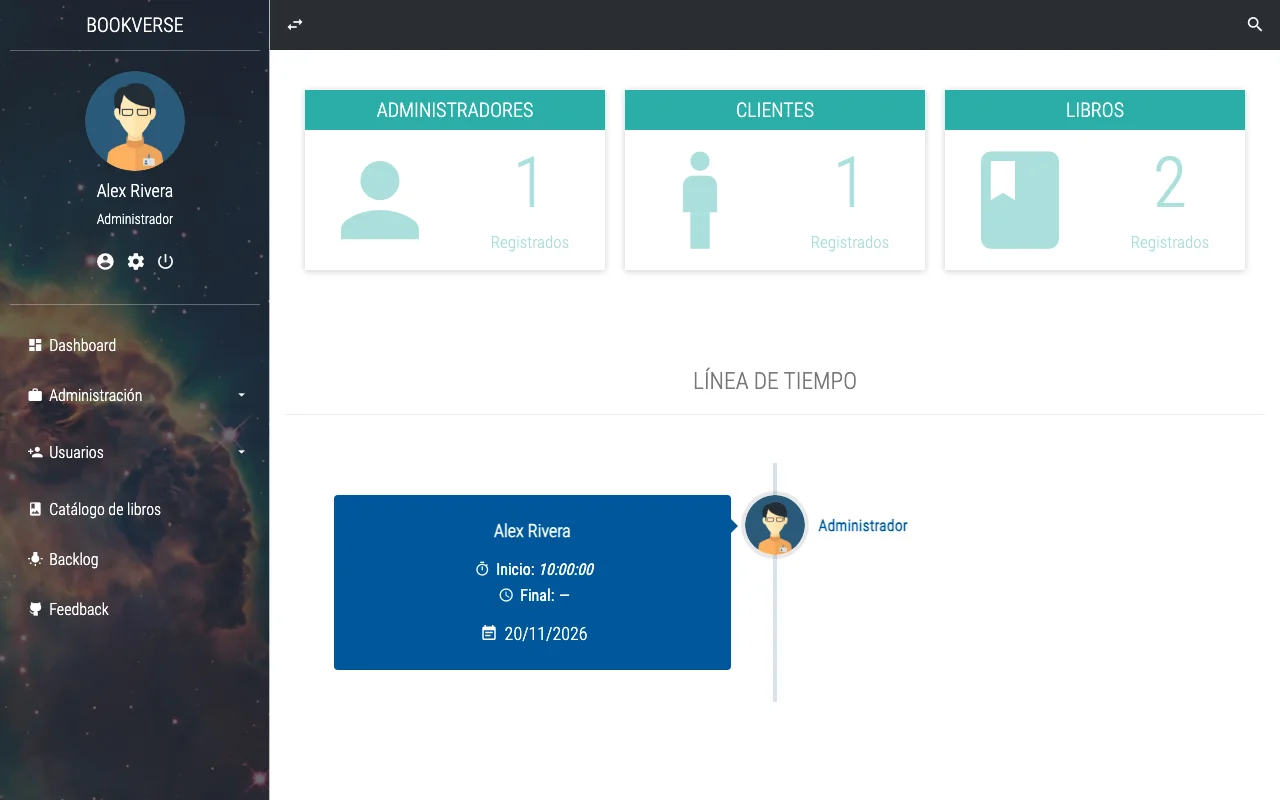 BOOKVERSE
Alex Rivera
Administrador
Dashboard
Administración
Usuarios
Catálogo de libros
Backlog
Feedback
ADMINISTRADORES
1
Registrados
CLIENTES
1
Registrados
LIBROS
2
Registrados
LÍNEA DE TIEMPO
Alex Rivera
Inicio: 10:00:00
Final: —
20/11/2026
Administrador